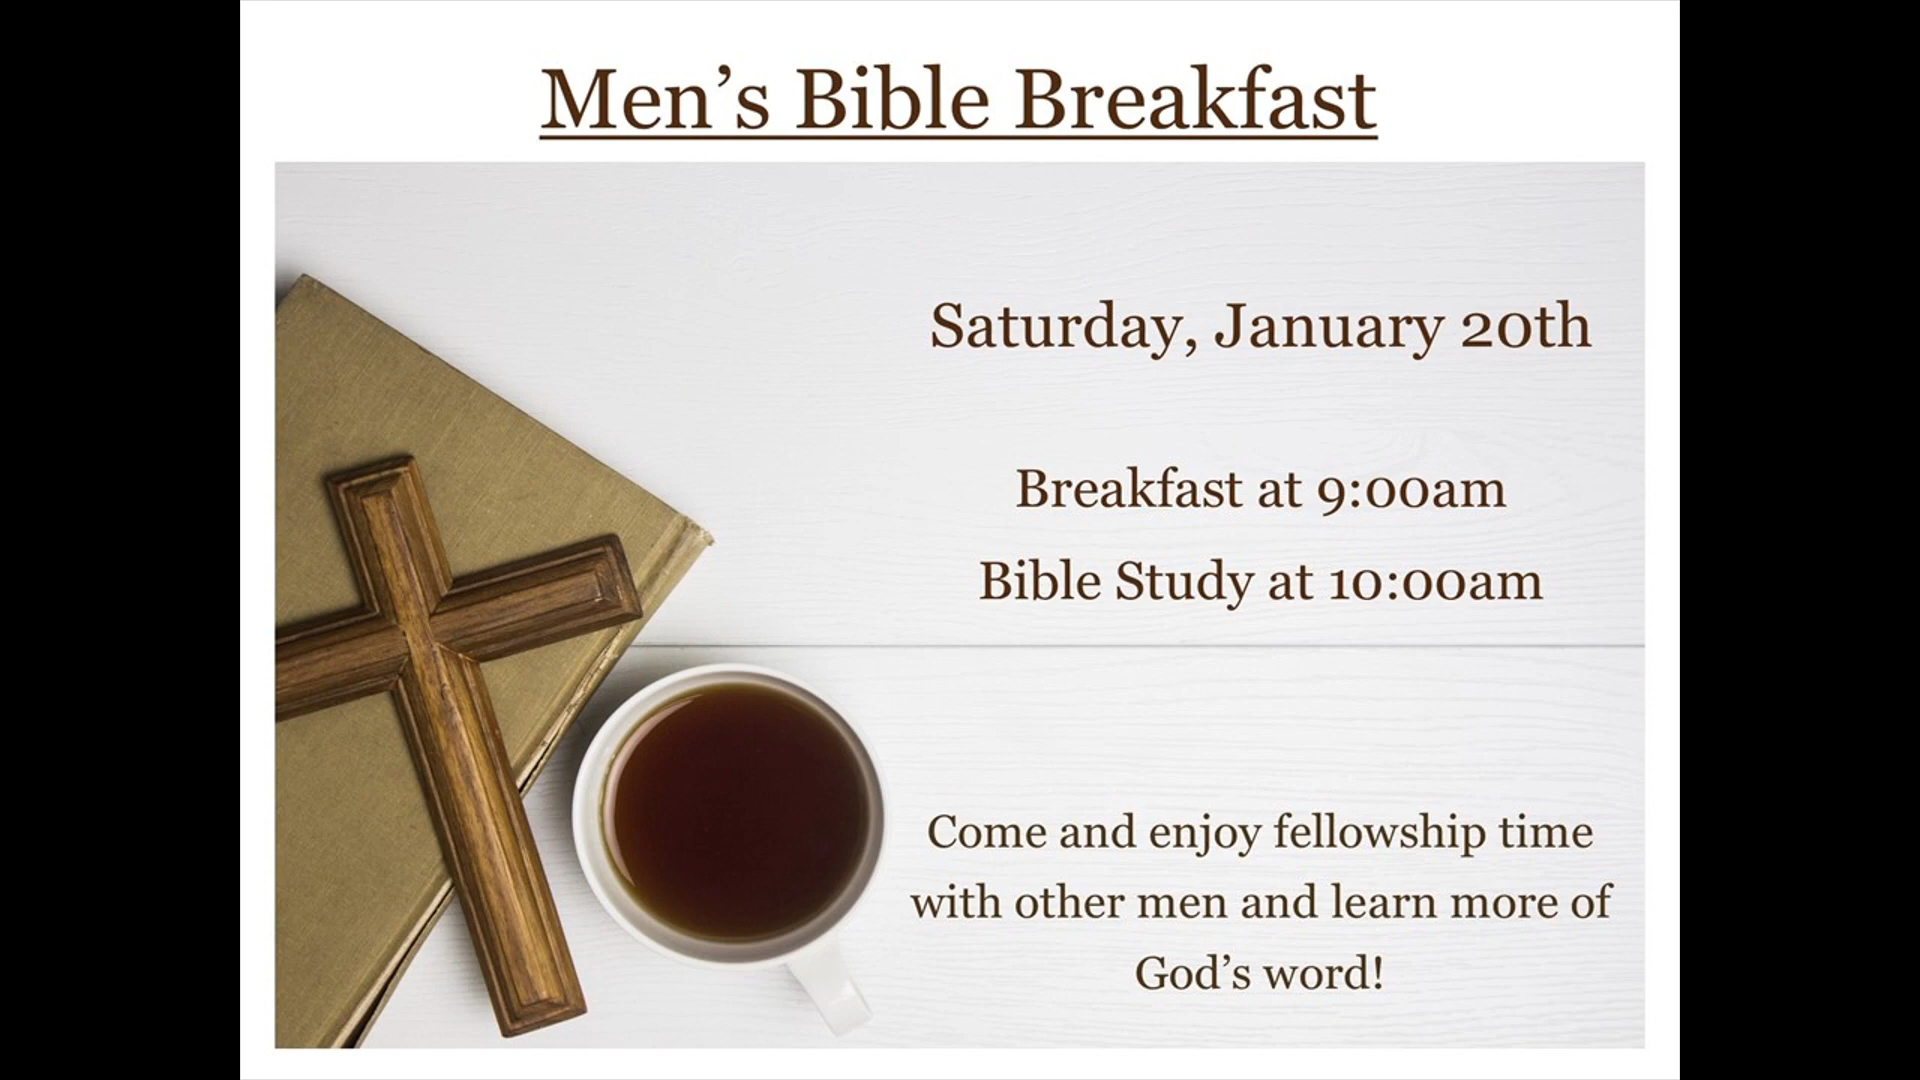 Men’s Bible Breakfast
Saturday, January 20th
Breakfast at 9:00am
Bible Study at 10:00am
Come and enjoy fellowship time
with other men and learn more of
God’s word!